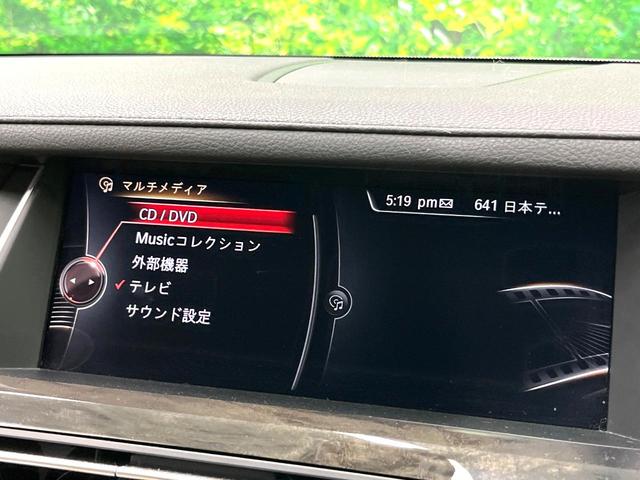 マルチメディア
5:19 pm 641 日本テ...
CD / DVD
Musicコレクション
外部機器
テレビ
サウンド設定